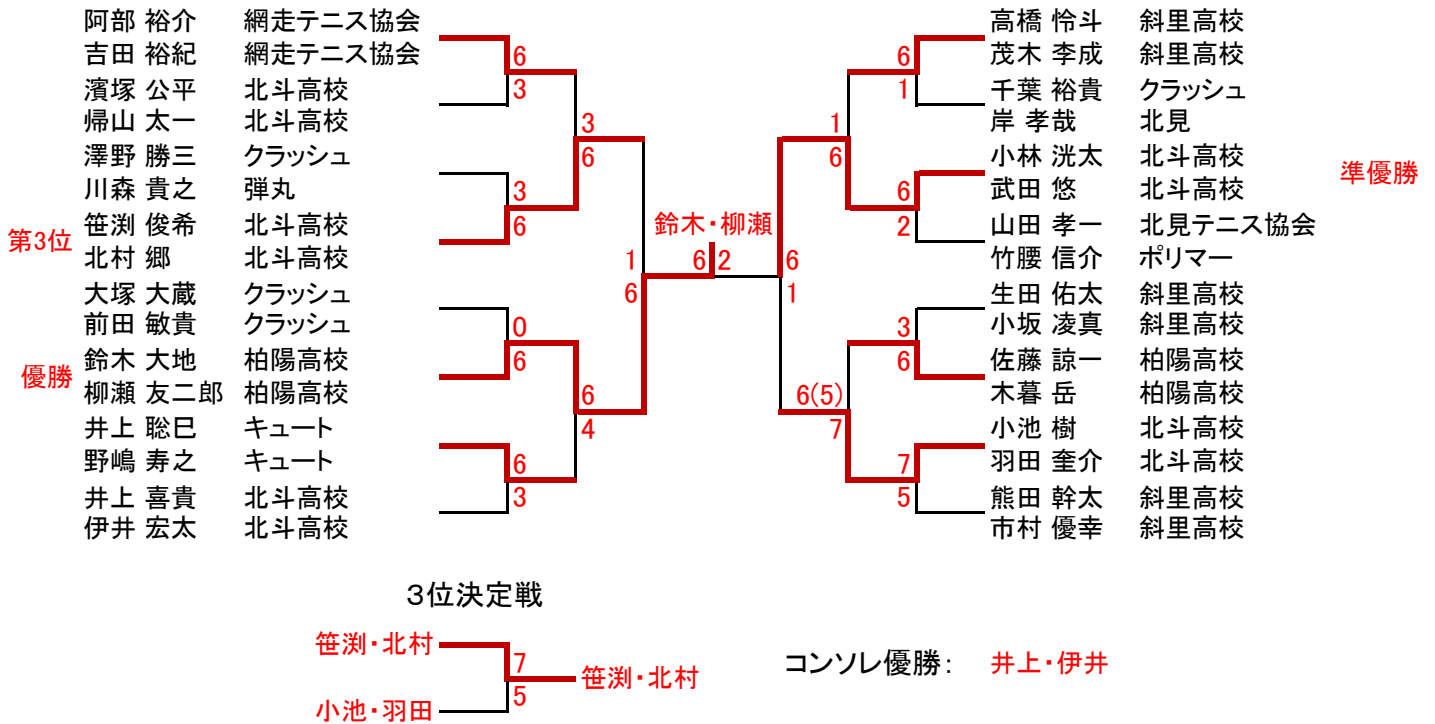 阿部 裕介 網走テニス協会
吉田 裕紀 網走テニス協会
6
3
濱塚 公平 北斗高校
帰山 太一 北斗高校
3
6
澤野 勝三 クラッシュ
川森 貴之 弾丸
3
6
第3位
笹渕 俊希 北斗高校
北村 郷 北斗高校
1
6
大塚 大蔵 クラッシュ
前田 敏貴 クラッシュ
0
6
優勝
鈴木 大地 柏陽高校
柳瀬 友二郎 柏陽高校
6
4
井上 聡巳 キュート
野嶋 寿之 キュート
6
3
井上 喜貴 北斗高校
伊井 宏太 北斗高校
鈴木・柳瀬
6 2
高橋 怜斗 斜里高校
茂木 李成 斜里高校
6
1
千葉 裕貴 クラッシュ
岸 孝哉 北見
1
6
小林 洸太 北斗高校
武田 悠 北斗高校
準優勝
6
2
山田 孝一 北見テニス協会
竹腰 信介 ポリマー
6
1
生田 佑太 斜里高校
小坂 凌真 斜里高校
3
6
佐藤 諒一 柏陽高校
木暮 岳 柏陽高校
6(5)
7
小池 樹 北斗高校
羽田 奎介 北斗高校
7
5
熊田 幹太 斜里高校
市村 優幸 斜里高校
3位決定戦
笹渕・北村
7
5
笹渕・北村
小池・羽田
コンソレ優勝: 井上・伊井